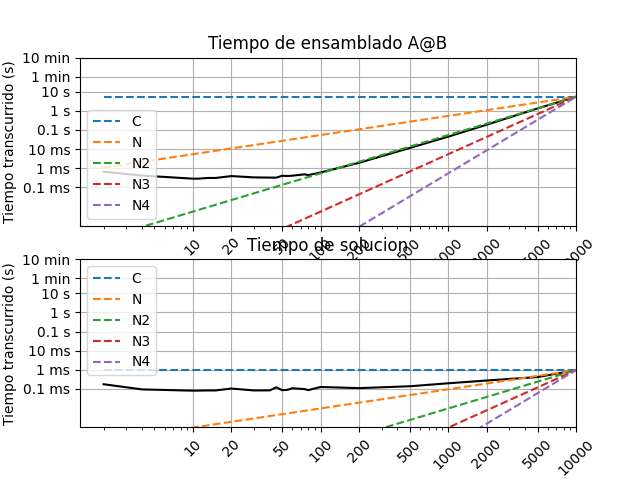 Tiempo de ensamblado A@B
Tiempo transcurrido (s)
10 min
1 min
10 s
1 s
0.1 s
10 ms
1 ms
0.1 ms
C
N
N2
N3
N4
10
20
50
100
200
500
1000
2000
5000
10000
Tiempo de solucion
Tiempo transcurrido (s)
10 min
1 min
10 s
1 s
0.1 s
10 ms
1 ms
0.1 ms
C
N
N2
N3
N4
10
20
50
100
200
500
1000
2000
5000
10000